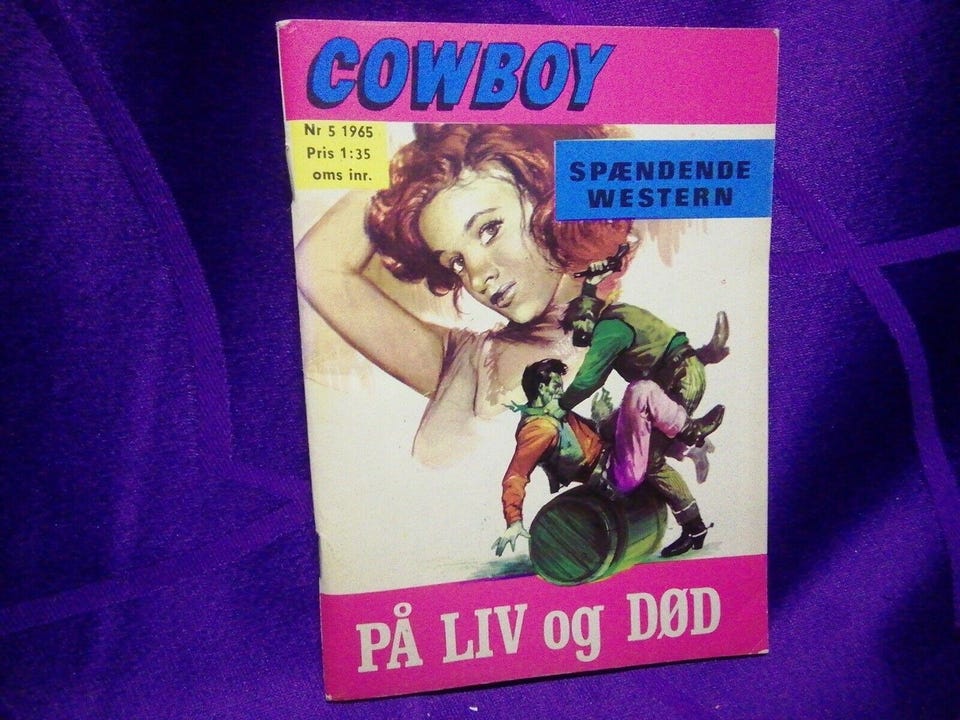 COWBOY
Nr 5 1965
Pris 1:35
oms inr.
SPÆNDENDE
WESTERN
PÅ LIV og DØD